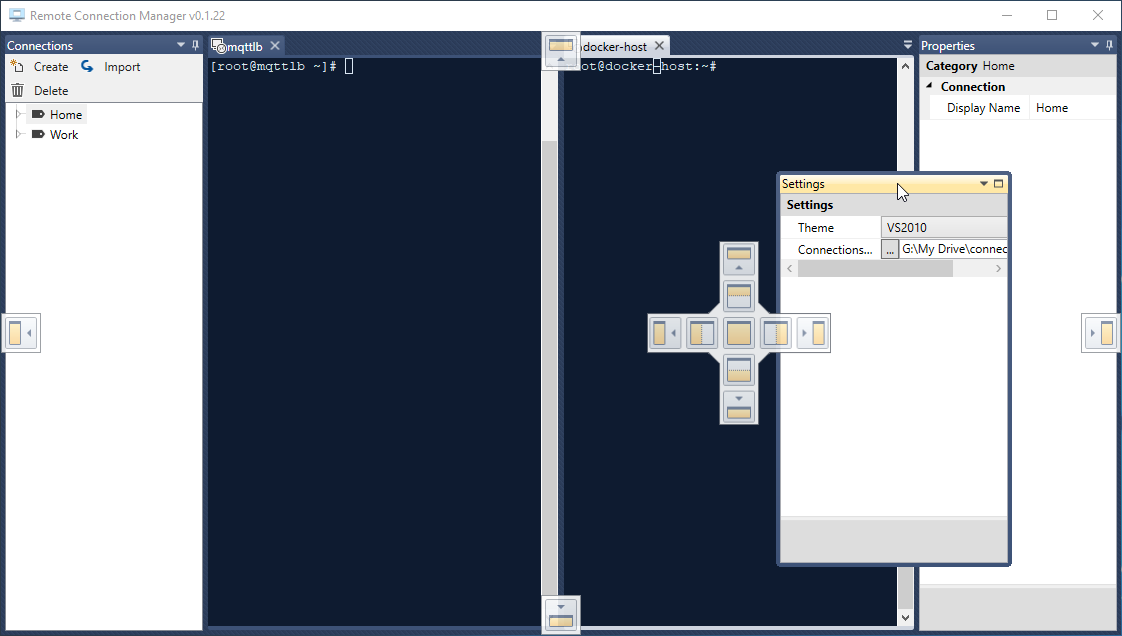 Remote Connection Manager v0.1.22
Connections
Create Import
Delete
Home
Work
mqttlb
[root@mqttlb ~]#
docker-host
root@docker-host:~#
Properties
Category Home
Connection
Display Name Home
Settings
Settings
Theme VS2010
Connections... ... G:\My Drive\connec